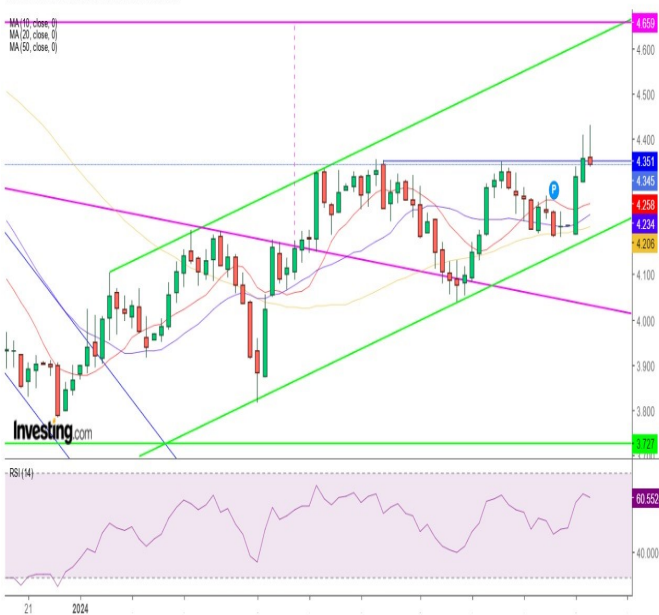 MA (10, close, 0)
MA (20, close, 0)
MA (50, close, 0)
4.659
4.600
4.400
4.351
4.345
4.258
4.234
4.206
4.100
4.000
3.900
3.800
3.727
Investing.com
P
RSI (14)
60.552
40.000
21
2024